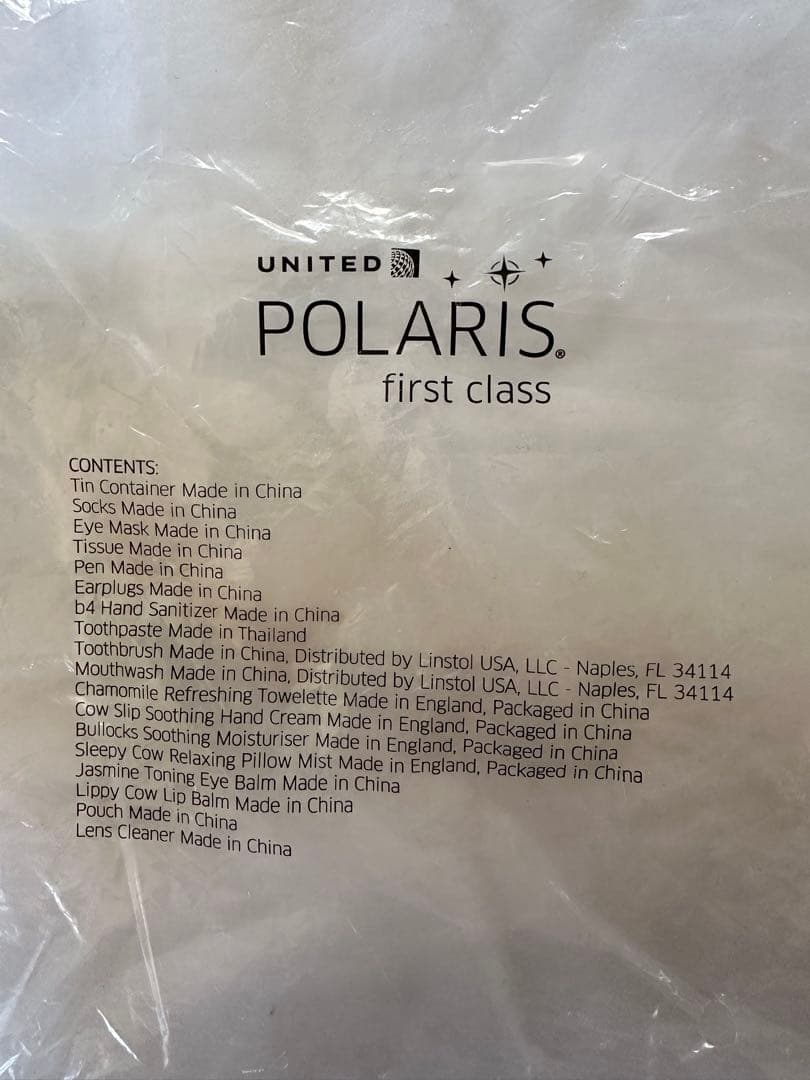 UNITED
POLARIS®
first class
CONTENTS:
Tin Container Made in China
Socks Made in China
Eye Mask Made in China
Tissue Made in China
Pen Made in China
Earplugs Made in China
b4 Hand Sanitizer Made in China
Toothpaste Made in Thailand
Toothbrush Made in China, Distributed by Linstol USA, LLC - Naples, FL 34114
Mouthwash Made in China, Distributed by Linstol USA, LLC - Naples, FL 34114
Chamomile Refreshing Towelette Made in England, Packaged in China
Cow Slip Soothing Hand Cream Made in England, Packaged in China
Bullocks Soothing Moisturiser Made in England, Packaged in China
Sleepy Cow Relaxing Pillow Mist Made in England, Packaged in China
Jasmine Toning Eye Balm Made in China
Lippy Cow Lip Balm Made in China
Pouch Made in China
Lens Cleaner Made in China